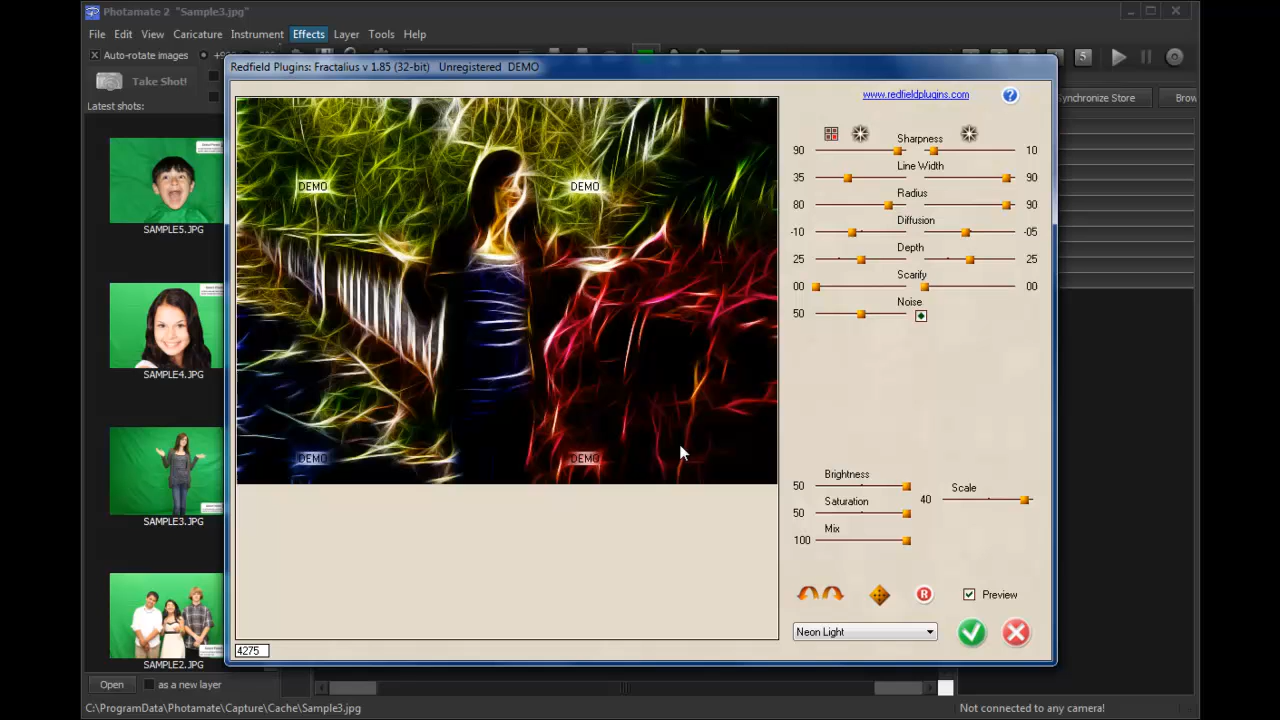 Photamate 2 "Sample3.jpg"
File Edit View Caricature Instrument Effects Layer Tools Help
Auto-rotate images
Redfield Plugins: Fractalius v 1.85 (32-bit) Unregistered DEMO
5
Take Shot!
www.redfieldplugins.com
ynchronize Store
Brow
Latest shots:
Sharpness
90
10
Line Width
35
90
DEMO
DEMO
Radius
80
90
Diffusion
-10
-05
SAMPLE5.JPG
Depth
25
25
Scarify
00
00
Noise
50
SAMPLE4.JPG
DEMO
DEMO
Brightness
50
Scale
40
Saturation
50
SAMPLE3.JPG
Mix
100
R
Preview
Neon Light
4275
SAMPLE2.JPG
Open
as a new layer
C:\ProgramData\Photamate\Capture\Cache\Sample3.jpg
Not connected to any camera!